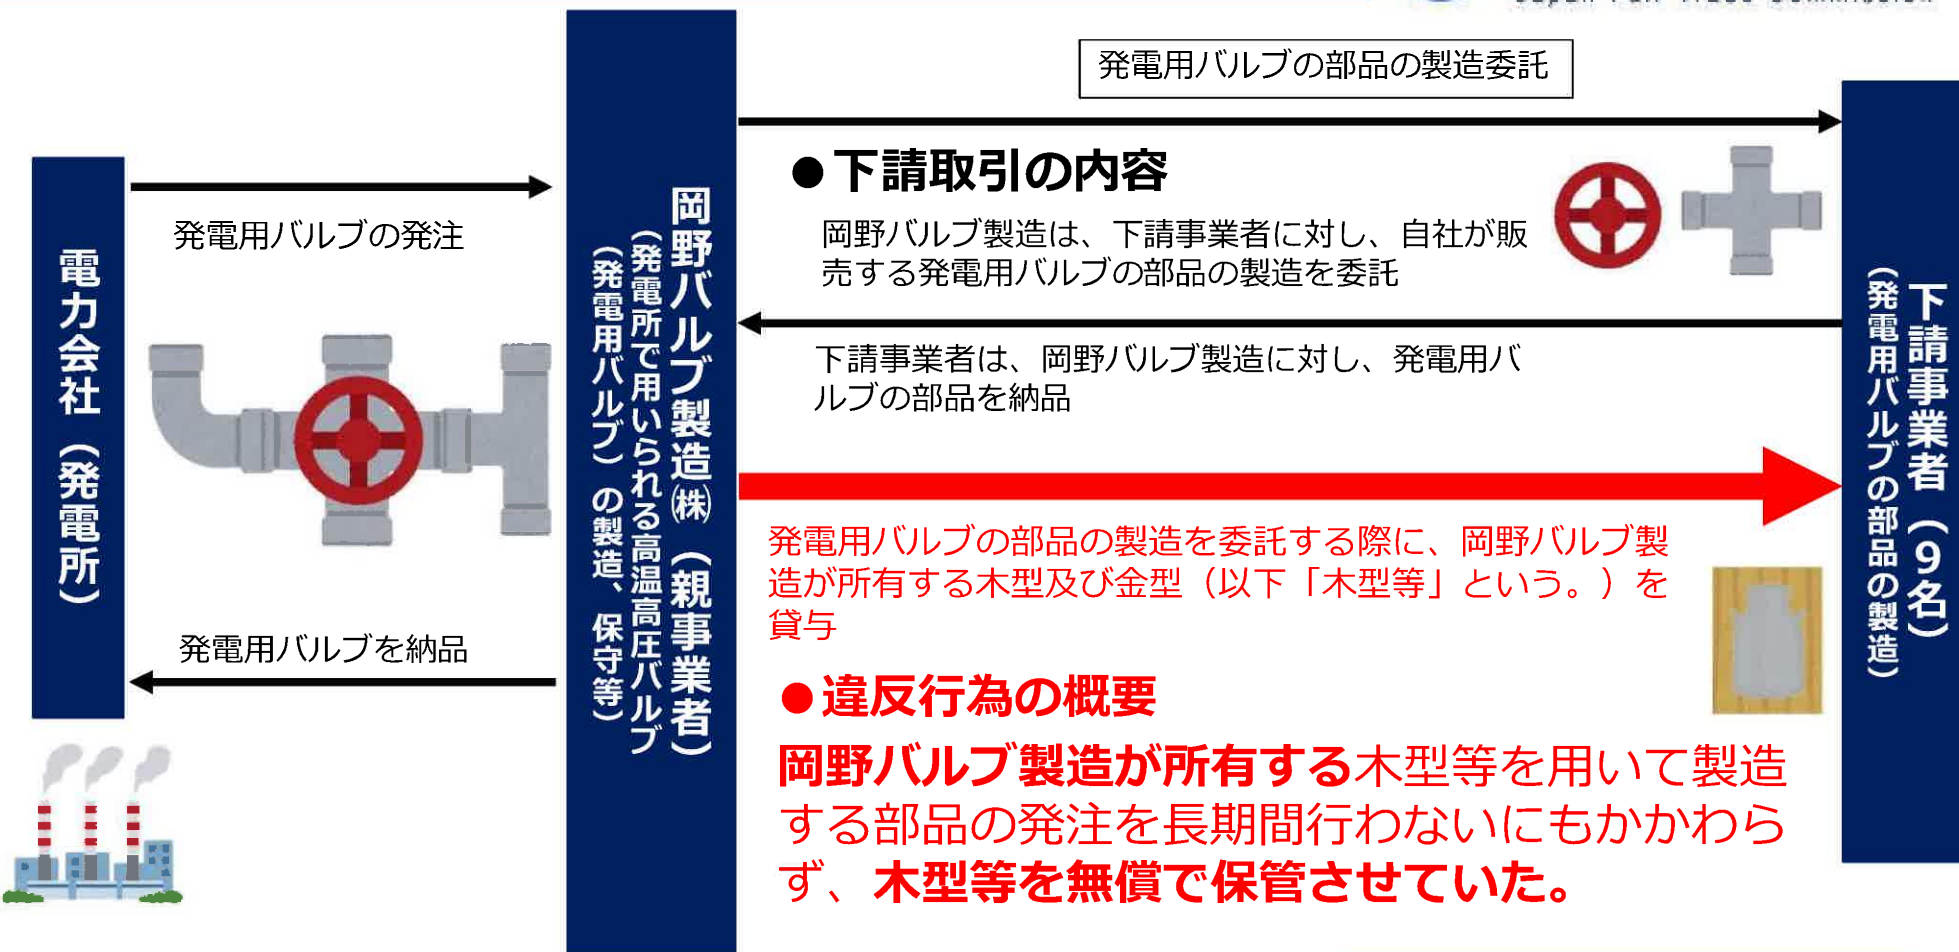 発電用バルブの部品の製造委託
電力会社（発電所）
発電用バルブの発注
発電用バルブを納品
岡野バルブ製造㈱（親事業者）
（発電所で用いられる高温高圧バルブ
（発電用バルブ）の製造、保守等）
●下請取引の内容
岡野バルブ製造は、下請事業者に対し、自社が販
売する発電用バルブの部品の製造を委託
下請事業者は、岡野バルブ製造に対し、発電用バ
ルブの部品を納品
発電用バルブの部品の製造を委託する際に、岡野バルブ製
造が所有する木型及び金型（以下「木型等」という。）を
貸与
●違反行為の概要
岡野バルブ製造が所有する木型等を用いて製造
する部品の発注を長期間行わないにもかかわら
ず、木型等を無償で保管させていた。
下請事業者（９名）
（発電用バルブの部品の製造）